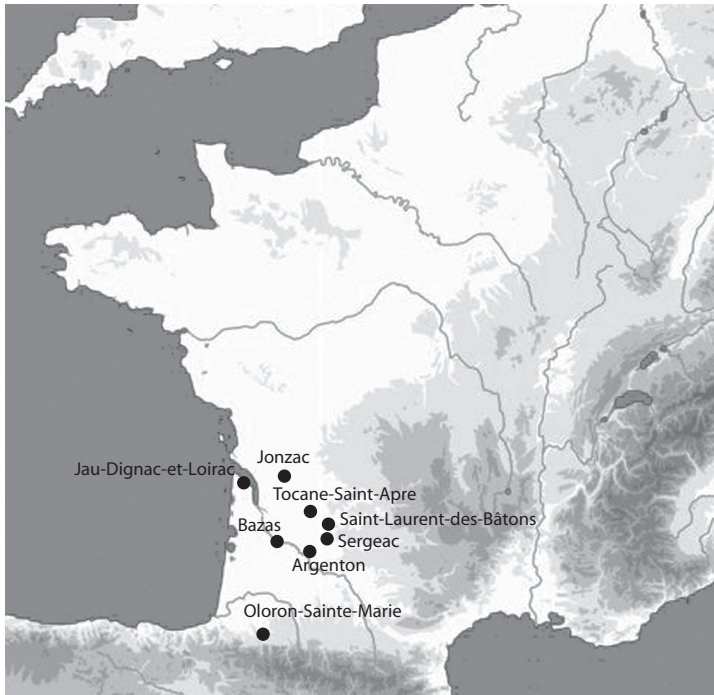 Jonzac
Jau-Dignac-et-Loirac
Tocane-Saint-Apre
Saint-Laurent-des-Bâtons
Bazas
Sergeac
Argenton
Oloron-Sainte-Marie